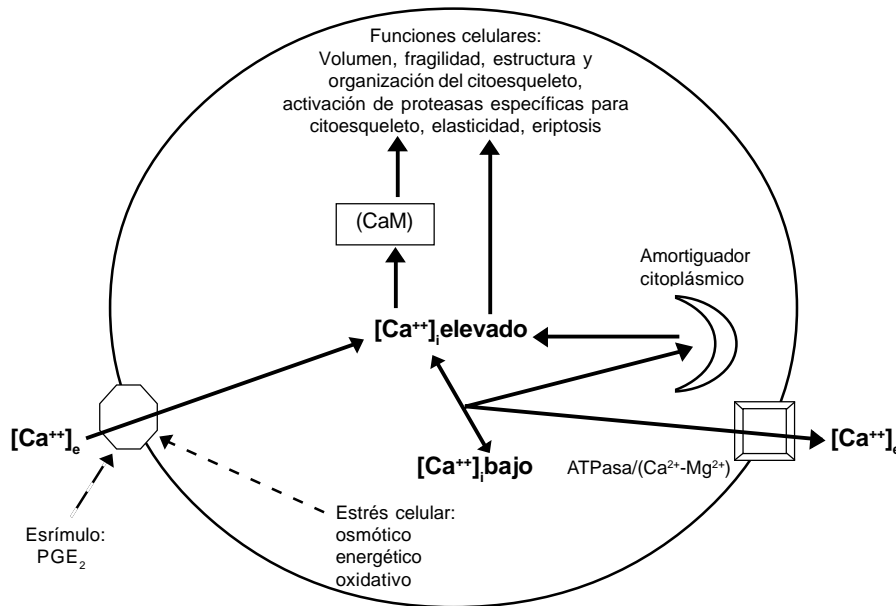 Funciones celulares:
Volumen, fragilidad, estructura y
organización del citoesqueleto,
activación de proteasas específicas para
citoesqueleto, elasticidad, eriptosis
(CaM)
Amortiguador
citoplásmico
[Ca⁺⁺]ᵢelevado
[Ca⁺⁺]ₑ
[Ca⁺⁺]ₑ
[Ca⁺⁺]ᵢbajo
ATPasa/(Ca²⁺-Mg²⁺)
Esrímulo:
PGE₂
Estrés celular:
osmótico
energético
oxidativo